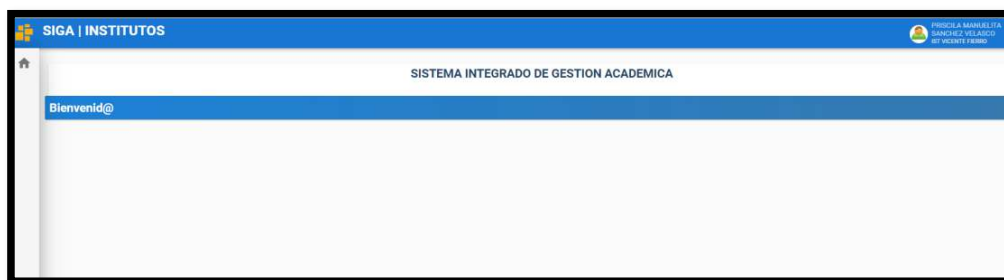 SIGA | INSTITUTOS
PRISCILA MANUELITA
SANCHEZ VELASCO
IST VICENTE FIERRO
SISTEMA INTEGRADO DE GESTION ACADEMICA
Bienvenid@